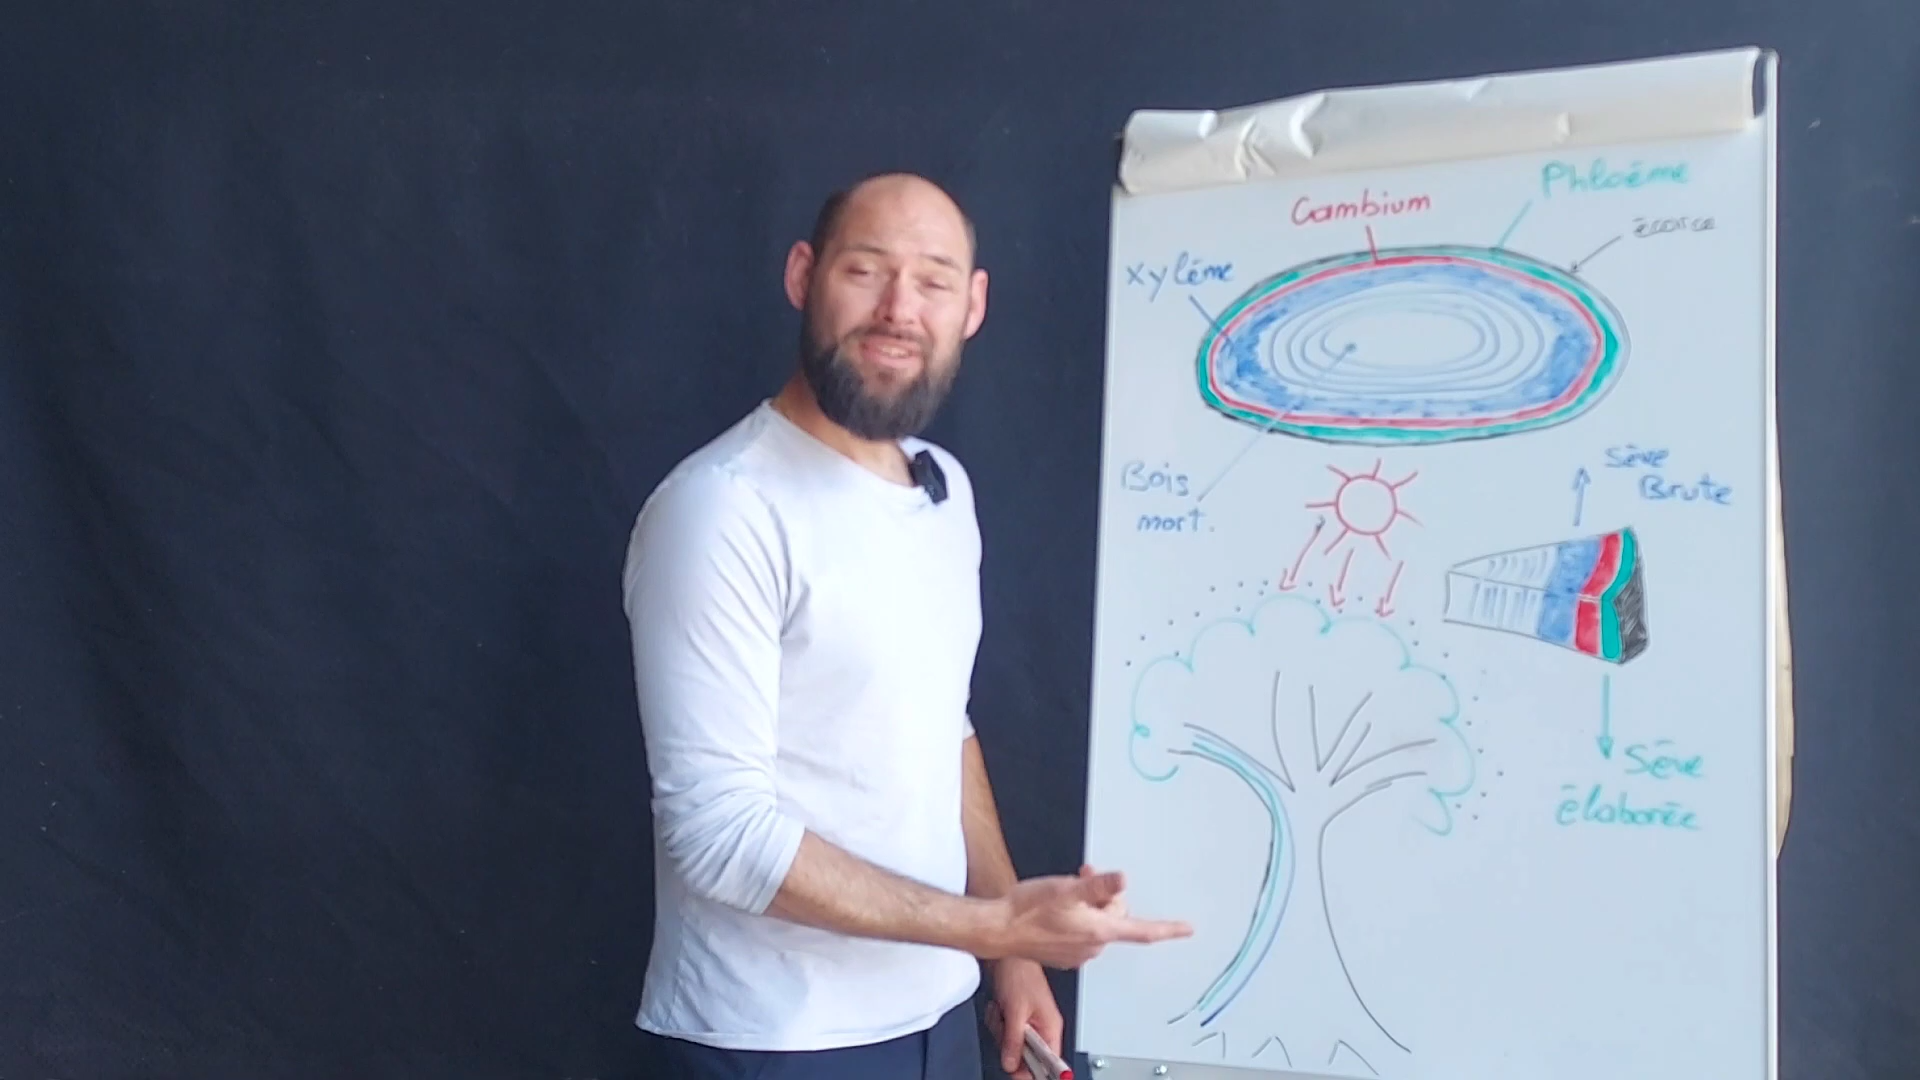 Phloème
Cambium
écorce
xylème
Bois
mort.
Sève
Brute
Sève
élaborée